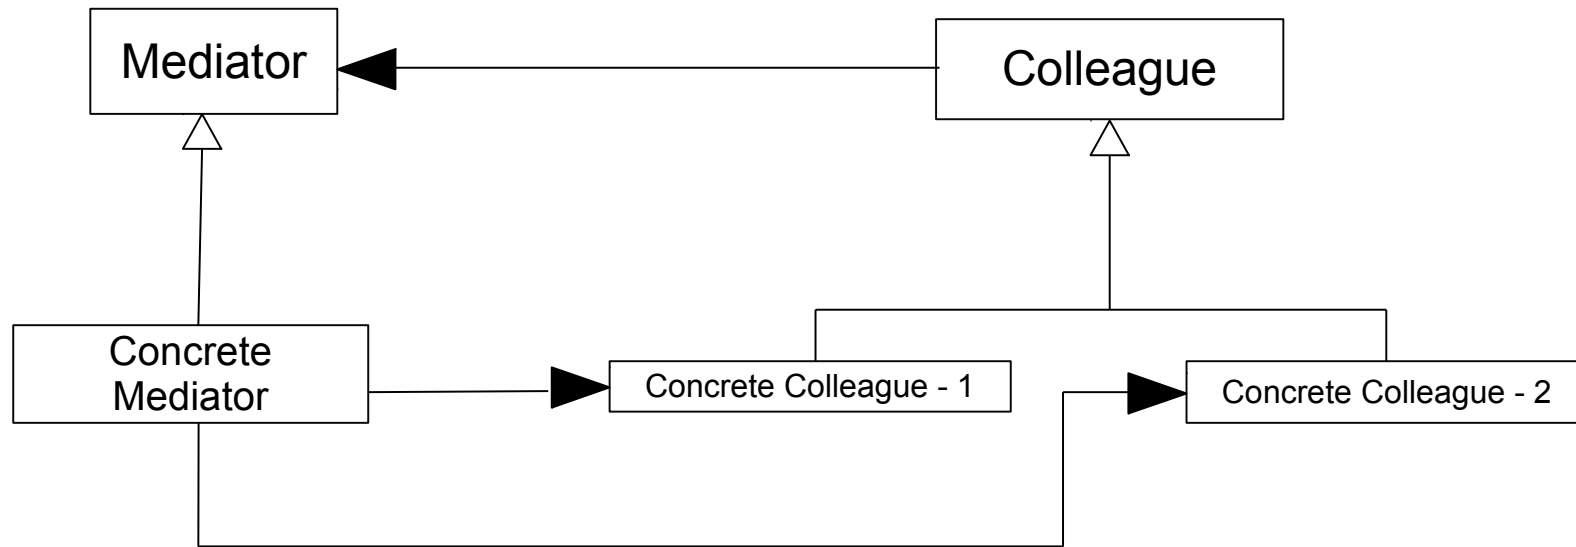 Mediator
Colleague
Concrete
Mediator
Concrete Colleague - 1
Concrete Colleague - 2